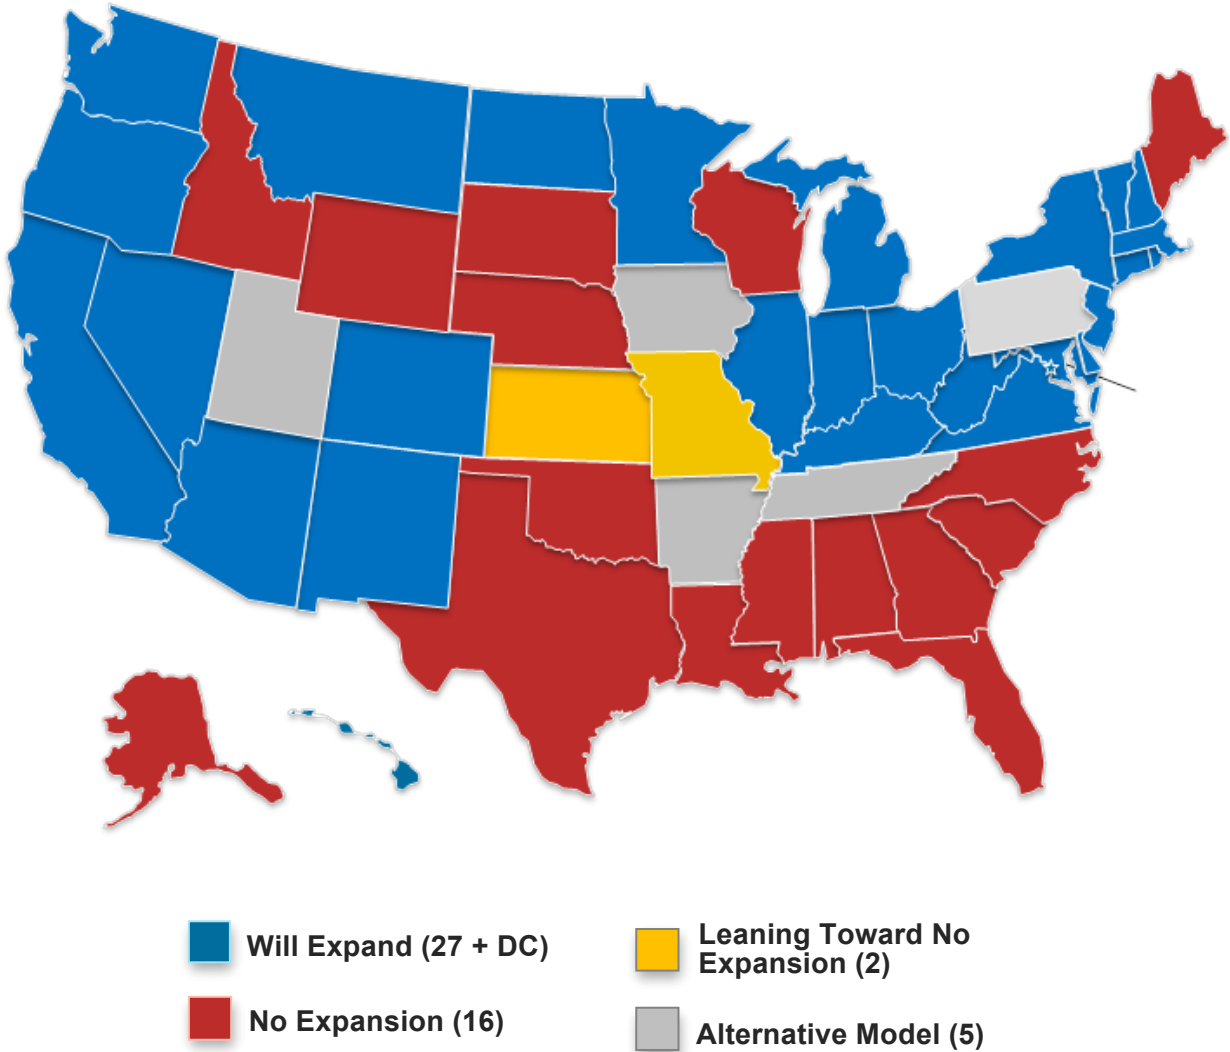 Will Expand (27 + DC)
Leaning Toward No
Expansion (2)
No Expansion (16)
Alternative Model (5)